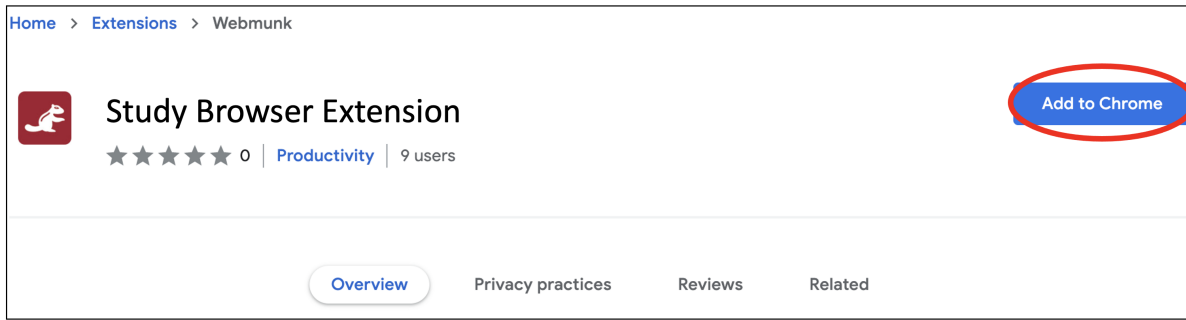 Home > Extensions > Webmunk
Study Browser Extension
Add to Chrome
0 | Productivity | 9 users
Overview Privacy practices Reviews Related